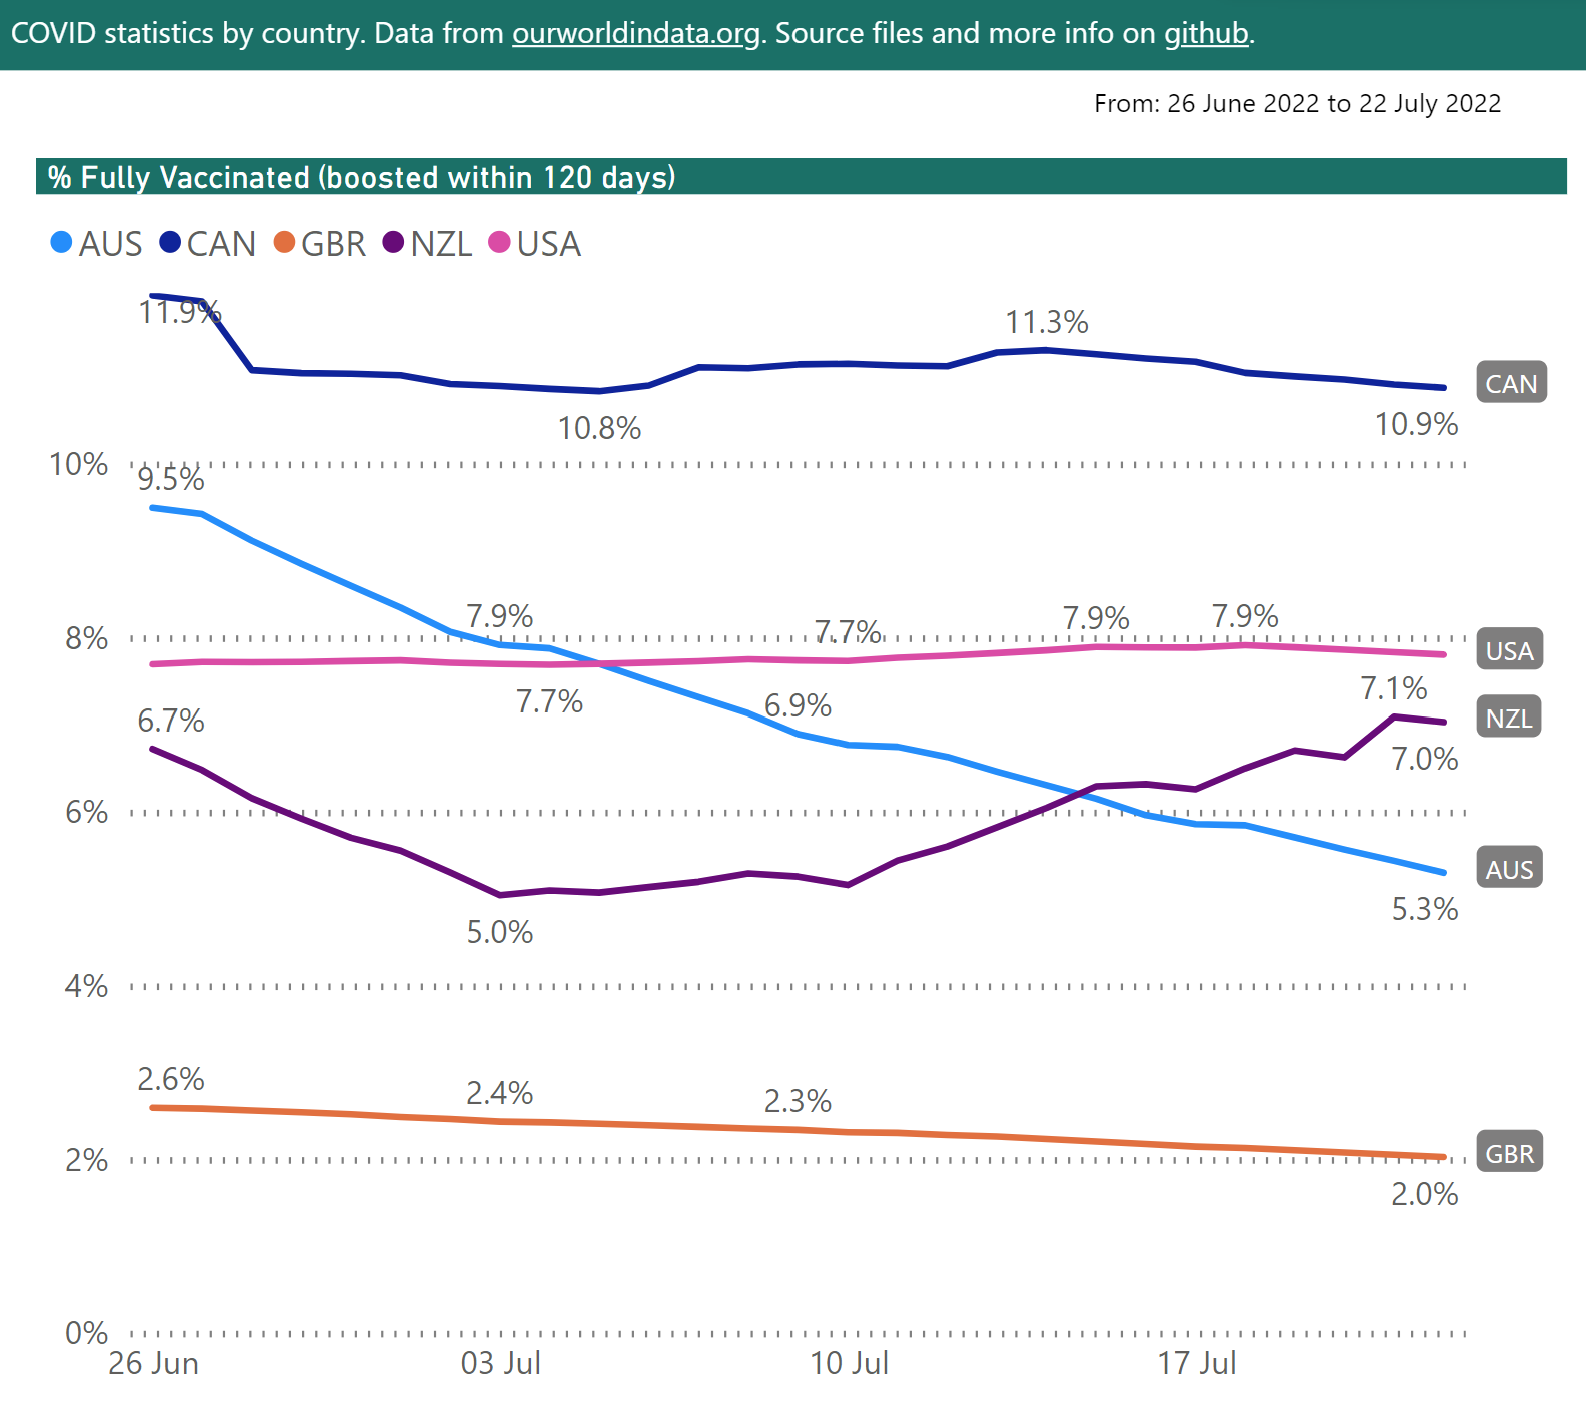 COVID statistics by country. Data from ourworldindata.org. Source files and more info on github.
From: 26 June 2022 to 22 July 2022
% Fully Vaccinated (boosted within 120 days)
AUS CAN GBR NZL USA
11.9%
11.3%
CAN
10.8%
10.9%
10%
9.5%
7.9%
7.7%
7.9%
7.9%
8%
USA
7.7%
6.9%
7.1%
6.7%
NZL
7.0%
6%
AUS
5.3%
5.0%
4%
2.6%
2.4%
2.3%
2%
GBR
2.0%
0%
26 Jun 03 Jul 10 Jul 17 Jul